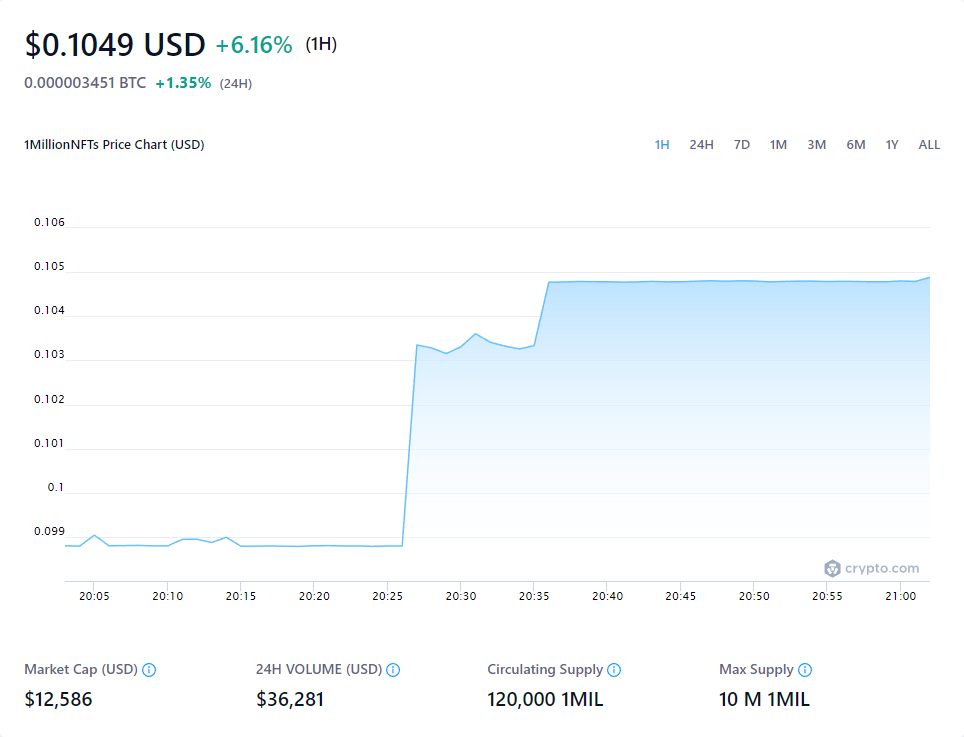 $0.1049 USD +6.16% (1H)
0.000003451 BTC +1.35% (24H)
1MillionNFTs Price Chart (USD) 1H 24H 7D 1M 3M 6M 1Y ALL
0.106
0.105
0.104
0.103
0.102
0.101
0.1
0.099
crypto.com
20:05 20:10 20:15 20:20 20:25 20:30 20:35 20:40 20:45 20:50 20:55 21:00
Market Cap (USD) 24H VOLUME (USD) Circulating Supply Max Supply
$12,586 $36,281 120,000 1MIL 10 M 1MIL